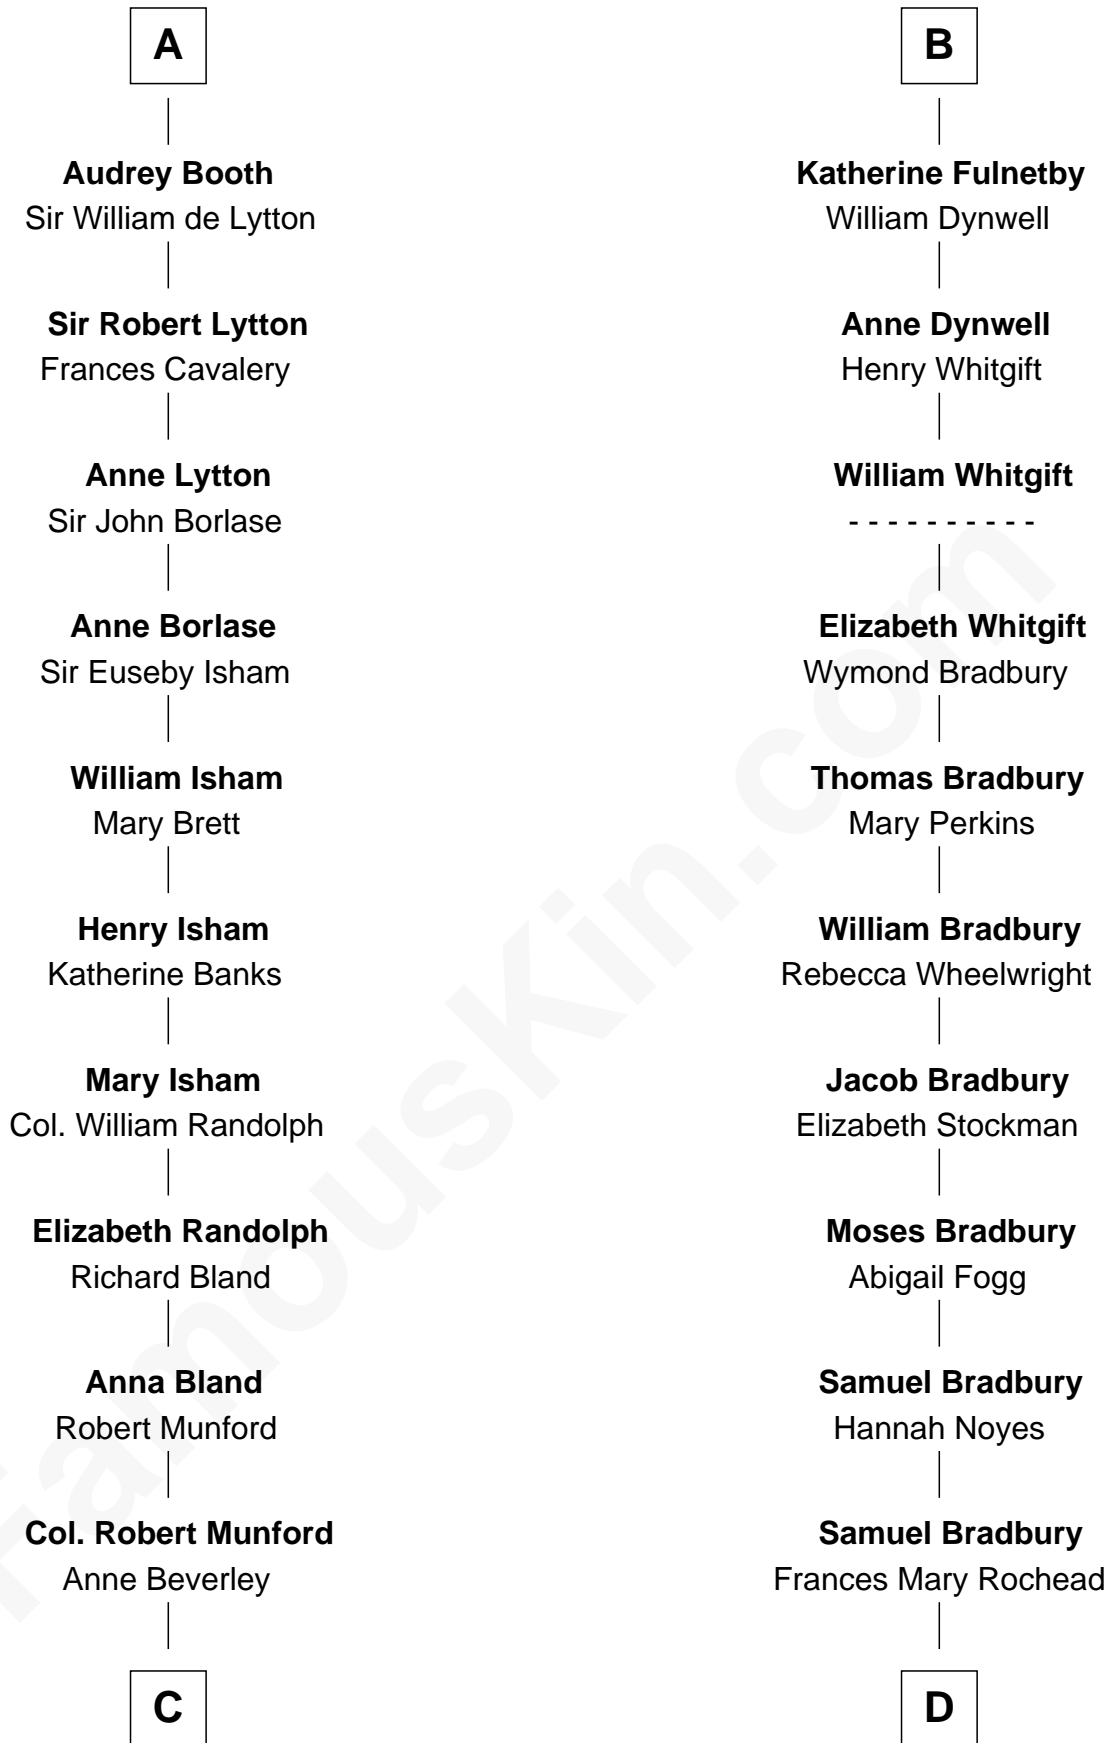 A
Audrey Booth
Sir William de Lytton
Sir Robert Lytton
Frances Cavalery
Anne Lytton
Sir John Borlase
Anne Borlase
Sir Euseby Isham
William Isham
Mary Brett
Henry Isham
Katherine Banks
Mary Isham
Col. William Randolph
Elizabeth Randolph
Richard Bland
Anna Bland
Robert Munford
Col. Robert Munford
Anne Beverley
C
B
Katherine Fulnetby
William Dynwell
Anne Dynwell
Henry Whitgift
William Whitgift
- - - - - - - - - -
Elizabeth Whitgift
Wymond Bradbury
Thomas Bradbury
Mary Perkins
William Bradbury
Rebecca Wheelwright
Jacob Bradbury
Elizabeth Stockman
Moses Bradbury
Abigail Fogg
Samuel Bradbury
Hannah Noyes
Samuel Bradbury
Frances Mary Rochead
D
FamousKin.com